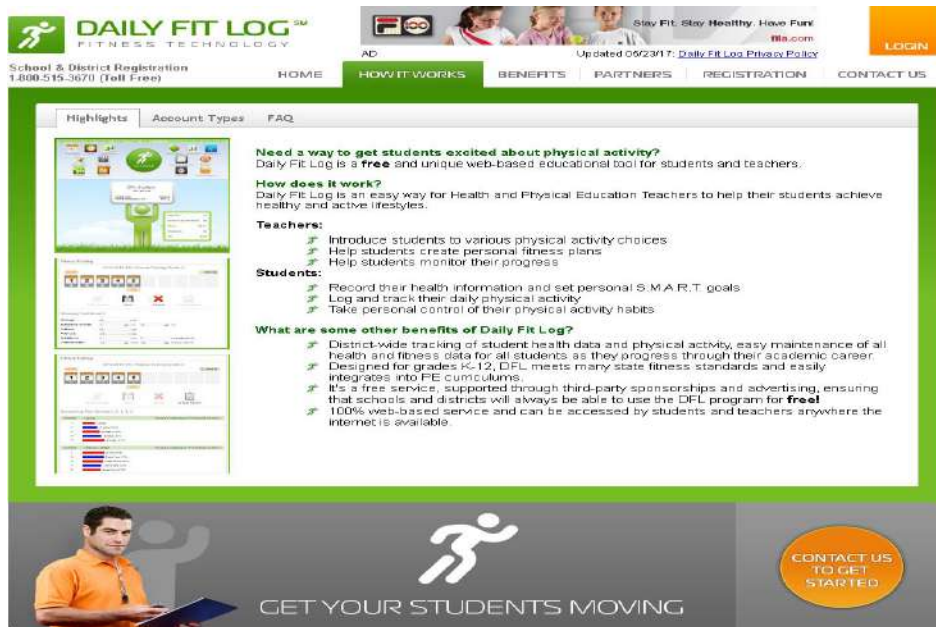 DAILY FIT LOG SM
FITNESS TECHNOLOGY
FILA 100
Stay Fit. Stay Healthy. Have Fun!
fila.com
LOGIN
AD
Updated 06/23/17: Daily Fit Log Privacy Policy
School & District Registration
1-800-515-3670 (Toll Free)
HOME
HOW IT WORKS
BENEFITS
PARTNERS
REGISTRATION
CONTACT US
Highlights
Account Types
FAQ
Need a way to get students excited about physical activity?
Daily Fit Log is a free and unique web-based educational tool for students and teachers.
How does it work?
Daily Fit Log is an easy way for Health and Physical Education Teachers to help their students achieve
healthy and active lifestyles.
Teachers:
Introduce students to various physical activity choices
Help students create personal fitness plans
Help students monitor their progress
Students:
Record their health information and set personal S.M.A.R.T. goals
Log and track their daily physical activity
Take personal control of their physical activity habits
What are some other benefits of Daily Fit Log?
District-wide tracking of student health data and physical activity, easy maintenance of all
health and fitness data for all students as they progress through their academic career.
Designed for grades K-12, DFL meets many state fitness standards and easily
integrates into PE curriculums.
It's a free service, supported through third-party sponsorships and advertising, ensuring
that schools and districts will always be able to use the DFL program for free!
100% web-based service and can be accessed by students and teachers anywhere the
internet is available.
GET YOUR STUDENTS MOVING
CONTACT US
TO GET
STARTED